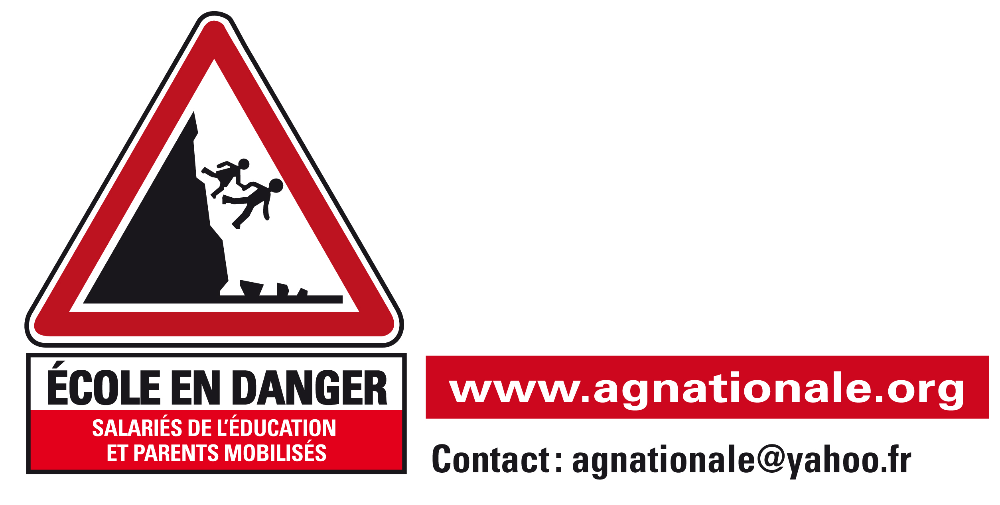 ÉCOLE EN DANGER
SALARIÉS DE L'ÉDUCATION
ET PARENTS MOBILISÉS
www.agnationale.org
Contact : agnationale@yahoo.fr